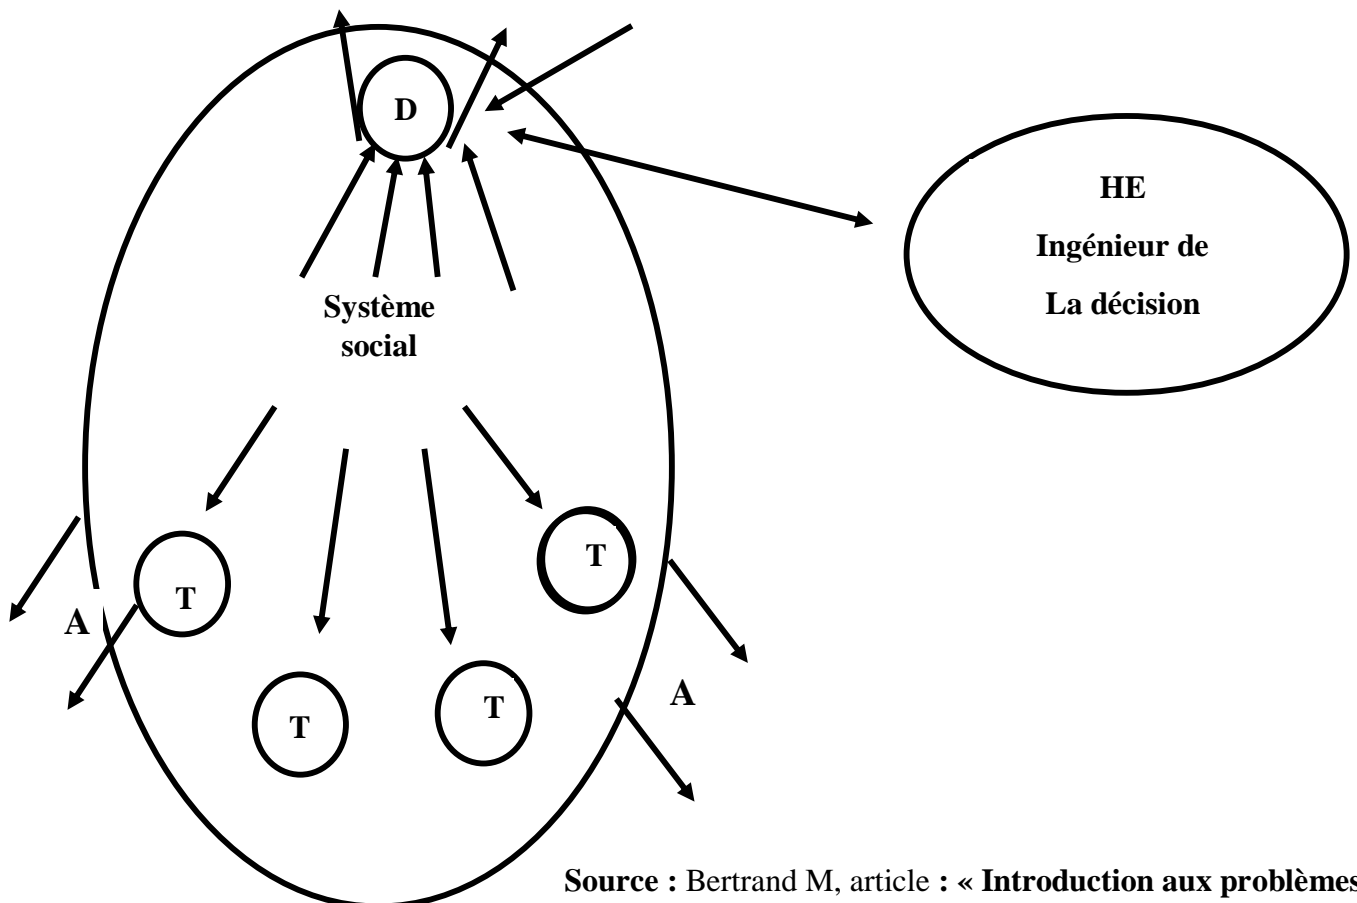 D
HE
Ingénieur de
La décision
Système
social
T
T
A
A
T
T
Source : Bertrand M, article : « Introduction aux problèmes